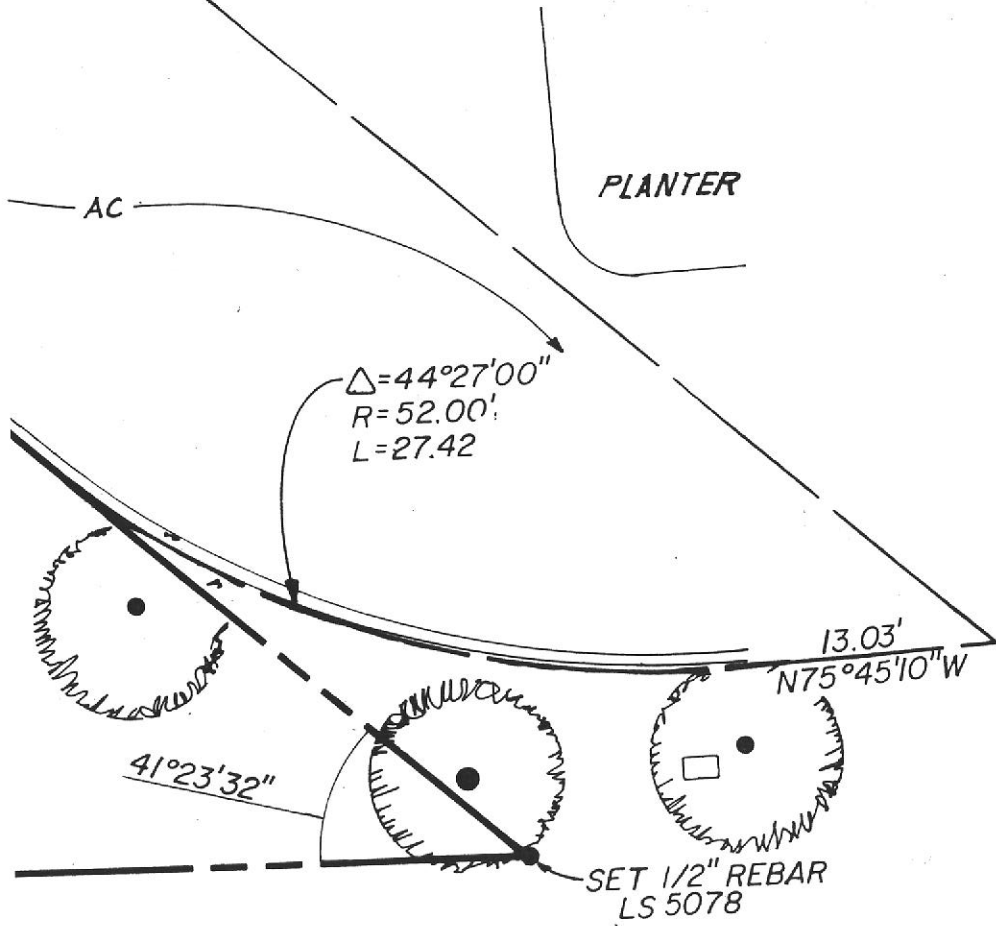 PLANTER
AC
△=44°27'00"
R=52.00'
L=27.42
13.03'
N75°45'10"W
41°23'32"
SET 1/2" REBAR
LS 5078